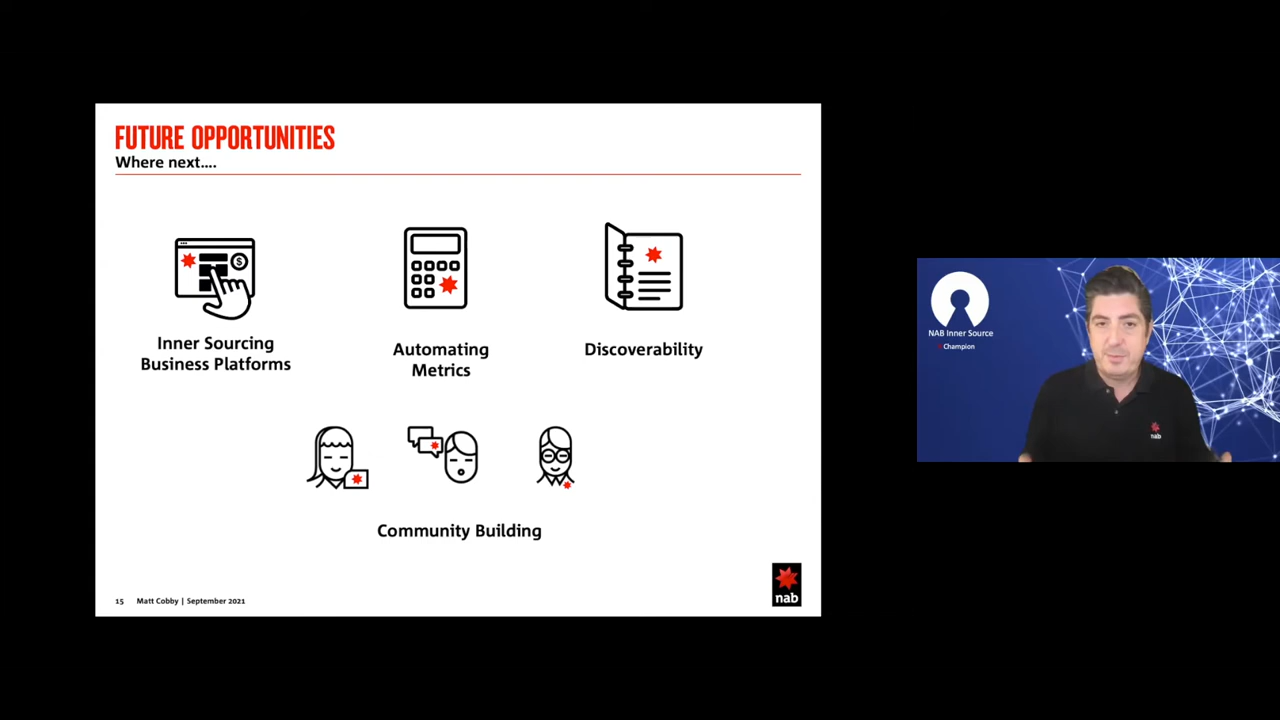 FUTURE OPPORTUNITIES
Where next....
$
Inner Sourcing
Business Platforms
Automating
Metrics
Discoverability
Community Building
15 Matt Cobby | September 2021
nab
NAB Inner Source
Champion
nab